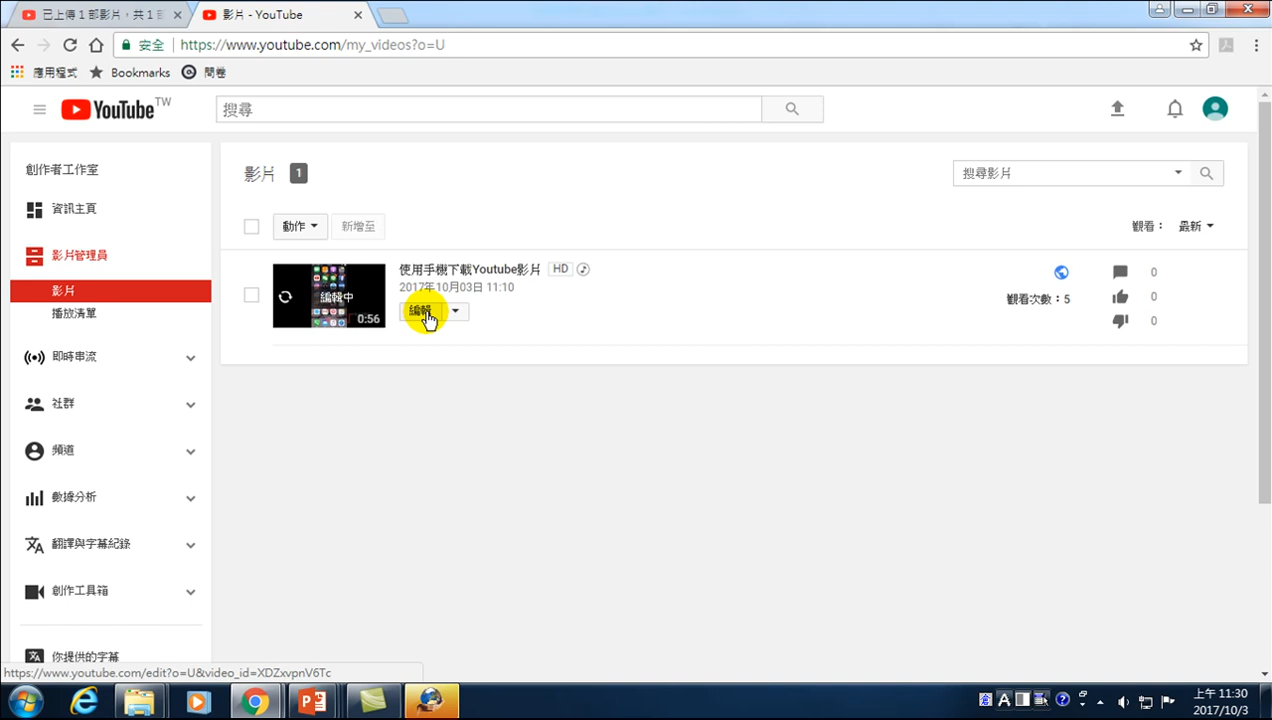 已上傳 1 部影片，共 1 部
影片 - YouTube
安全 https://www.youtube.com/my_videos?o=U
應用程式 Bookmarks 問卷
YouTube TW
搜尋
創作者工作室
資訊主頁
影片管理員
影片
播放清單
即時串流
社群
頻道
數據分析
翻譯與字幕紀錄
創作工具箱
你提供的字幕
影片 1
搜尋影片
動作 新增至
觀看： 最新
編輯中
0:56
使用手機下載Youtube影片 HD
2017年10月03日 11:10
編輯
觀看次數：5
0
0
0
https://www.youtube.com/edit?o=U&video_id=XDZxvpnV6Tc
上午 11:30
2017/10/3